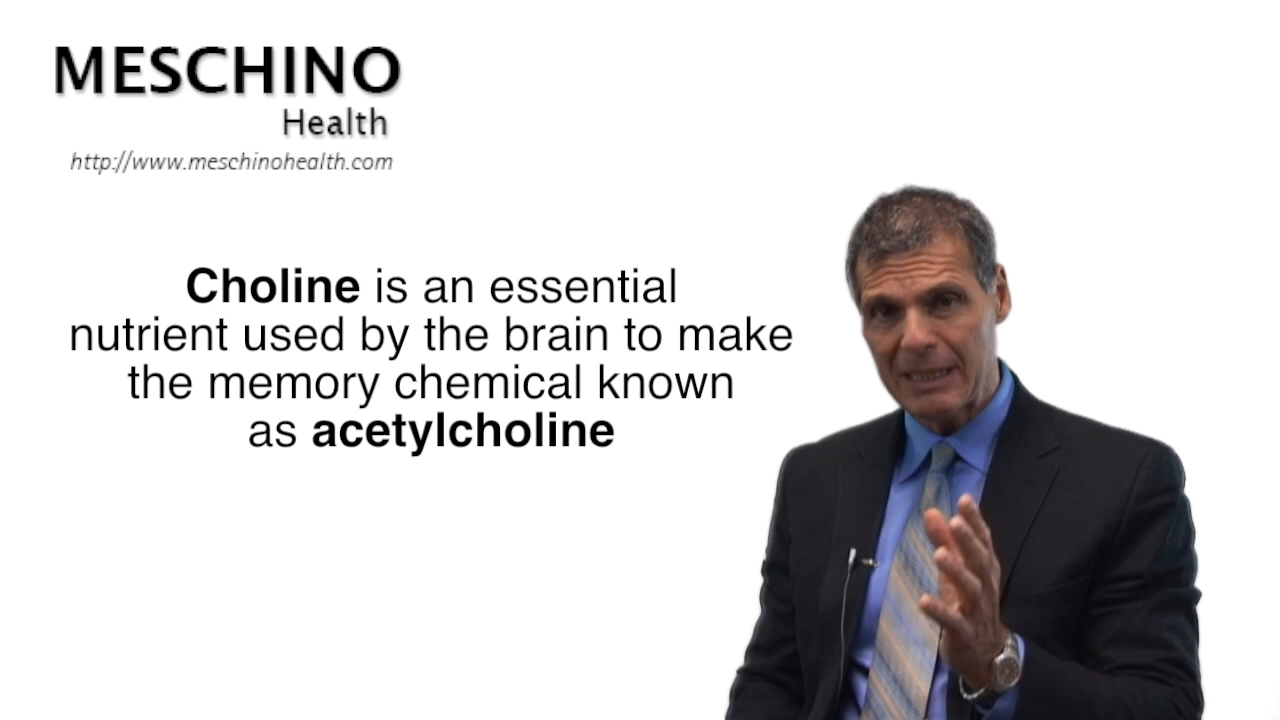 MESCHINO
Health
http://www.meschinohealth.com
Choline is an essential
nutrient used by the brain to make
the memory chemical known
as acetylcholine